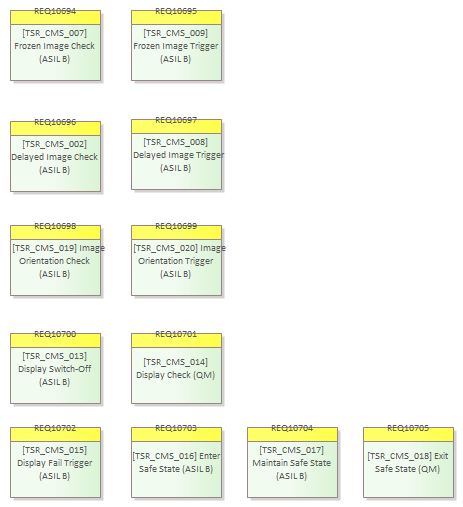 REQ10694
[TSR_CMS_007]
Frozen Image Check
(ASIL B)
REQ10695
[TSR_CMS_009]
Frozen Image Trigger
(ASIL B)
REQ10696
[TSR_CMS_002]
Delayed Image Check
(ASIL B)
REQ10697
[TSR_CMS_008]
Delayed Image Trigger
(ASIL B)
REQ10698
[TSR_CMS_019] Image
Orientation Check
(ASIL B)
REQ10699
[TSR_CMS_020] Image
Orientation Trigger
(ASIL B)
REQ10700
[TSR_CMS_013]
Display Switch-Off
(ASIL B)
REQ10701
[TSR_CMS_014]
Display Check (QM)
REQ10702
[TSR_CMS_015]
Display Fail Trigger
(ASIL B)
REQ10703
[TSR_CMS_016] Enter
Safe State (ASIL B)
REQ10704
[TSR_CMS_017]
Maintain Safe State
(ASIL B)
REQ10705
[TSR_CMS_018] Exit
Safe State (QM)